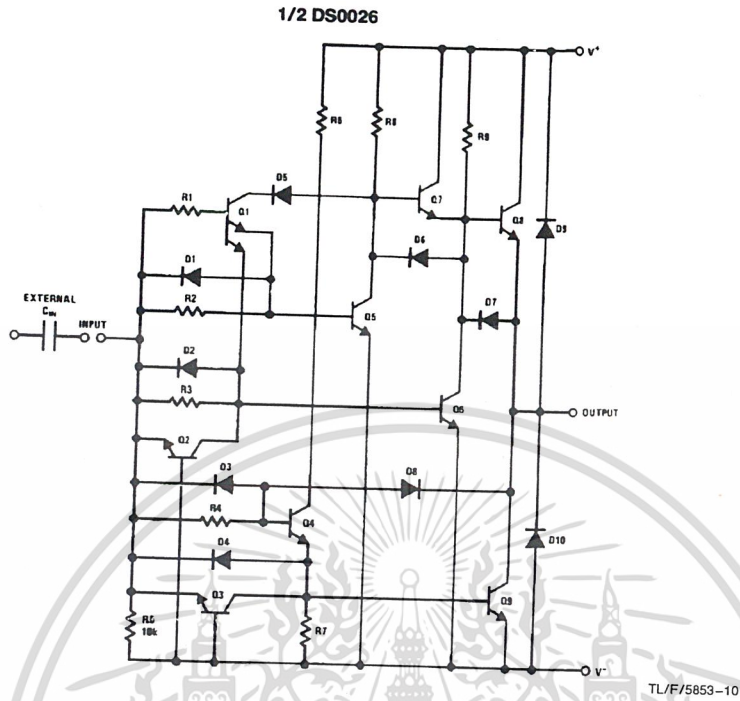 1/2 DS0026
V+
R6
R8
R9
D5
R1
Q1
Q7
Q8
D9
D1
D6
EXTERNAL
CIN
INPUT
R2
Q5
D7
D2
R3
Q6
OUTPUT
Q2
D3
D8
R4
Q4
D4
D10
Q3
Q9
R5
10k
R7
V-
TL/F/5853-10